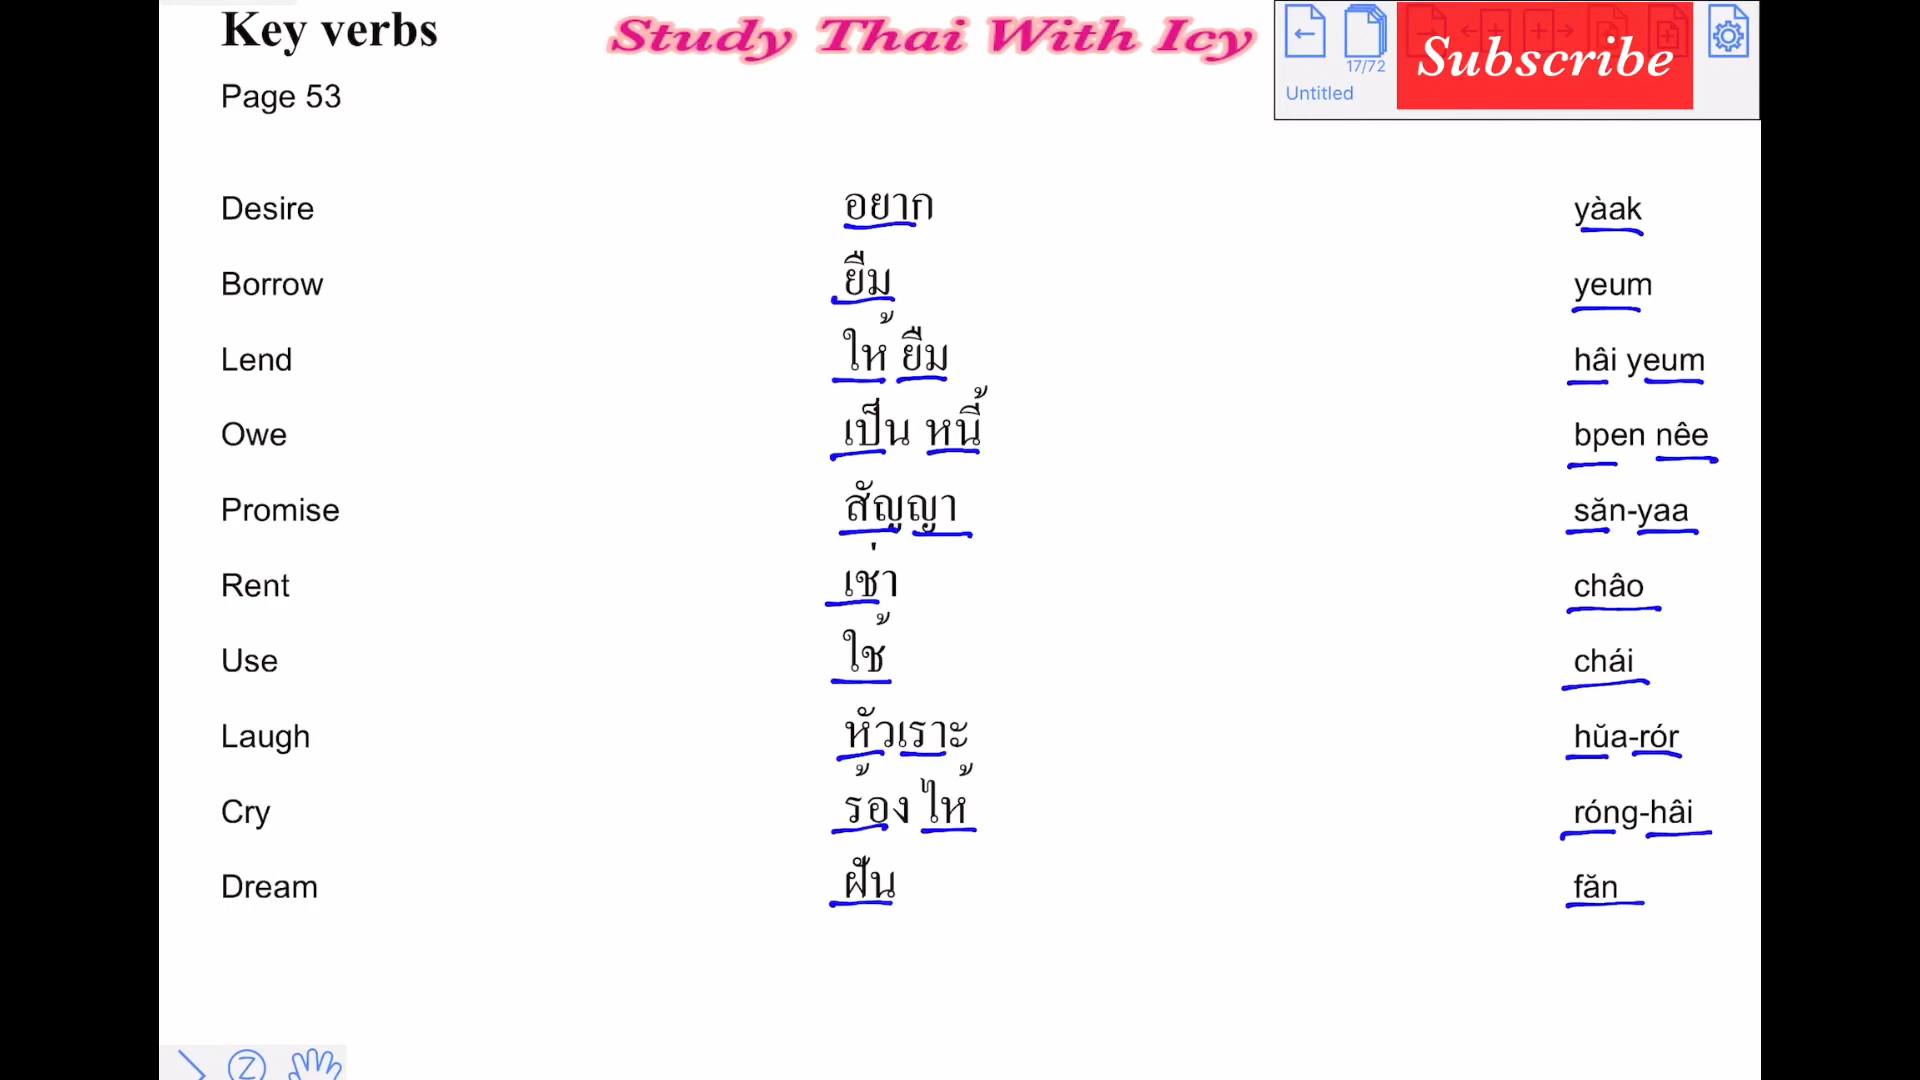 Key verbs
Study Thai With Icy
Subscribe
17/72
Untitled
Page 53
Desire อยาก yàak
Borrow ยืม yeum
Lend ให้ ยืม hâi yeum
Owe เป็น หนี้ bpen nêe
Promise สัญญา săn-yaa
Rent เช่า châo
Use ใช้ chái
Laugh หัวเราะ hŭa-rór
Cry ร้อง ไห้ róng-hâi
Dream ฝัน făn